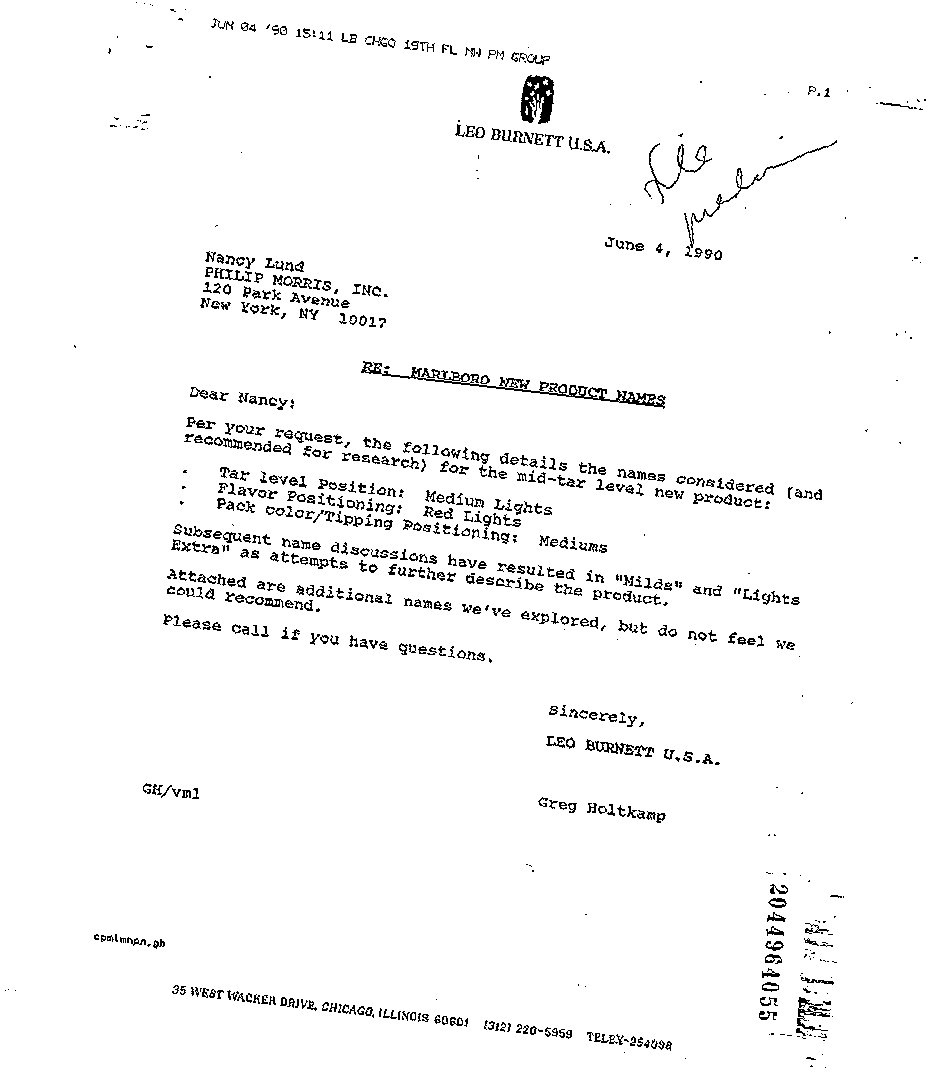 JUN 04 '90 15:11 LB CHGO 19TH FL NW PM GROUP
P.1
LEO BURNETT U.S.A.
File
June 4, 1990
Nancy Lund
PHILIP MORRIS, INC.
120 Park Avenue
New York, NY 10017
RE: MARLBORO NEW PRODUCT NAMES
Dear Nancy:
Per your request, the following details the names considered (and
recommended for research) for the mid-tar level new product:
· Tar level Position: Medium Lights
· Flavor Positioning: Red Lights
· Pack color/Tipping Positioning: Mediums
Subsequent name discussions have resulted in "Milds" and "Lights
Extra" as attempts to further describe the product.
Attached are additional names we've explored, but do not feel we
could recommend.
Please call if you have questions.
Sincerely,
LEO BURNETT U.S.A.
GH/vml
Greg Holtkamp
2044964055
cpmlmnpn.gh
35 WEST WACKER DRIVE, CHICAGO, ILLINOIS 60601 (312) 220-5959 TELEX-254098